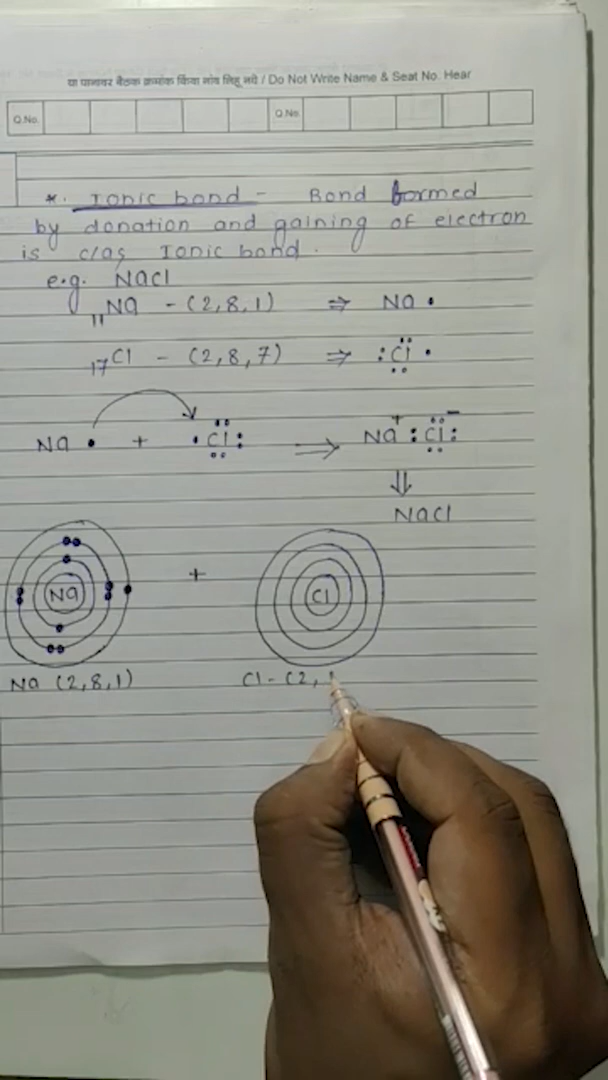 या पानावर बैठक क्रमांक किंवा नांव लिहू नये / Do Not Write Name & Seat No. Hear
Q.No. Q.No.
*. Ionic bond - Bond formed
by donation and gaining of electron
is c/as Ionic bond.
e.g. NaCl
₁₁Na - (2,8,1) ⇒ Na •
₁₇Cl - (2,8,7) ⇒ :Cl •
Na • + •Cl: ⇒ Na⁺ :Cl:⁻
⇓
NaCl
Na + Cl
Na (2,8,1) Cl - (2,